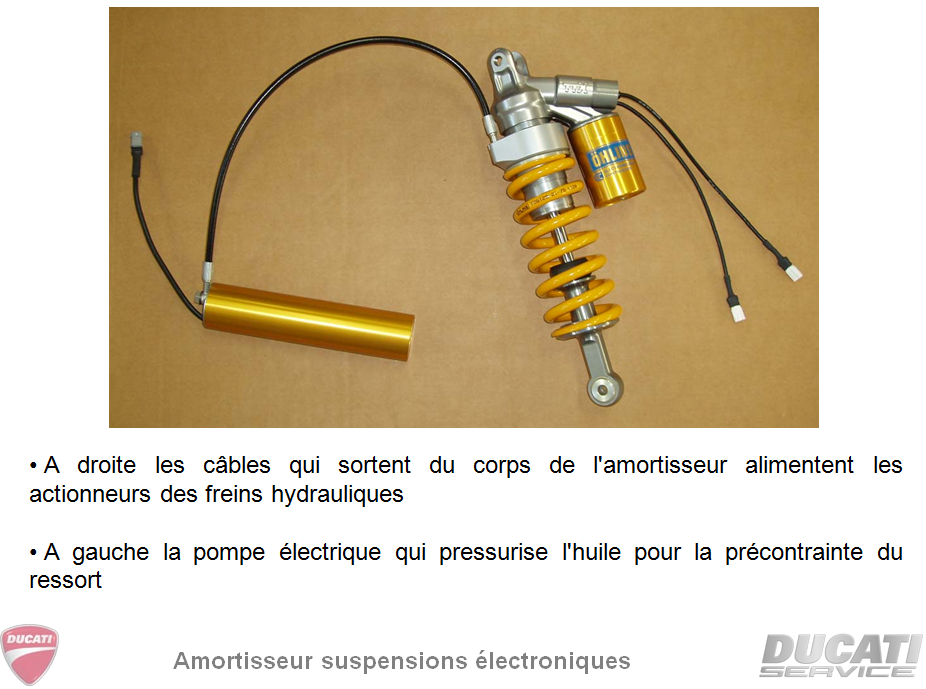 ÖHLINS
• A droite les câbles qui sortent du corps de l'amortisseur alimentent les
actionneurs des freins hydrauliques
• A gauche la pompe électrique qui pressurise l'huile pour la précontrainte du
ressort
DUCATI
Amortisseur suspensions électroniques
DUCATI
SERVICE